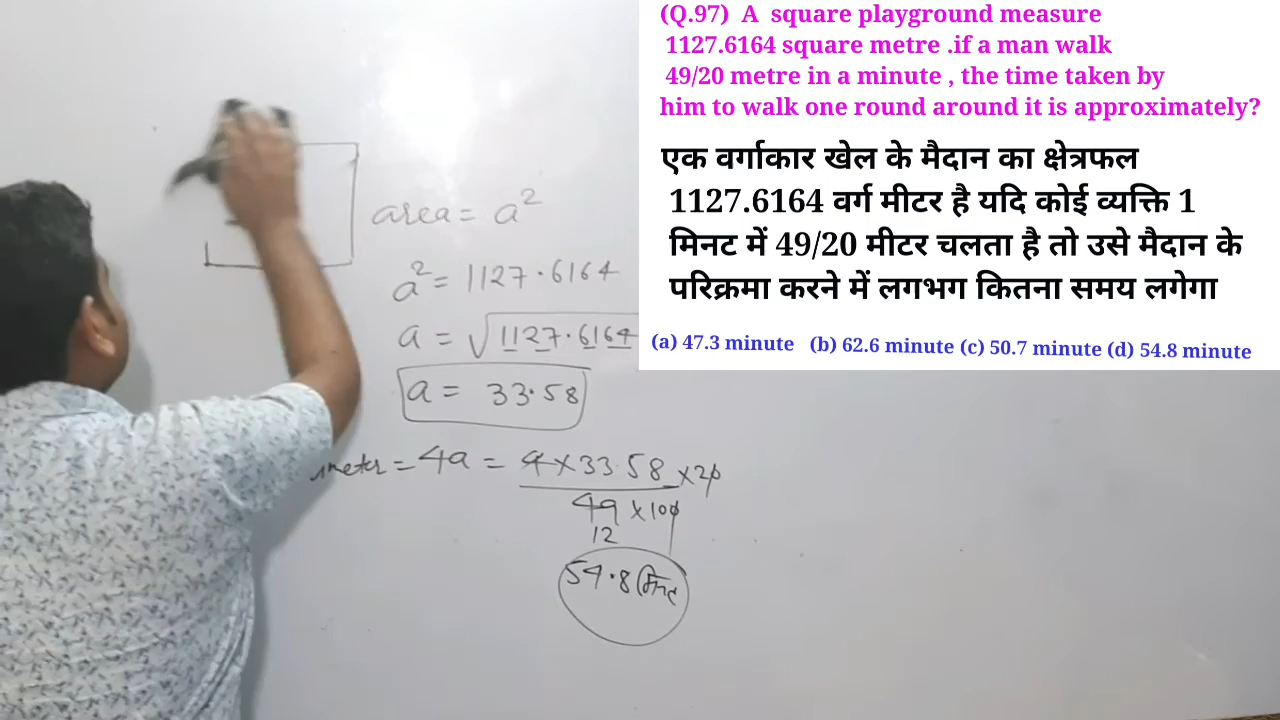 (Q.97) A square playground measure
1127.6164 square metre .if a man walk
49/20 metre in a minute , the time taken by
him to walk one round around it is approximately?
एक वर्गाकार खेल के मैदान का क्षेत्रफल
1127.6164 वर्ग मीटर है यदि कोई व्यक्ति 1
मिनट में 49/20 मीटर चलता है तो उसे मैदान के
परिक्रमा करने में लगभग कितना समय लगेगा
(a) 47.3 minute (b) 62.6 minute (c) 50.7 minute (d) 54.8 minute
area = a²
a² = 1127.6164
a = √1127.6164
a = 33.58
meter = 4a = 4×33.58 ×20
49 ×100
12
54.8 मिनट